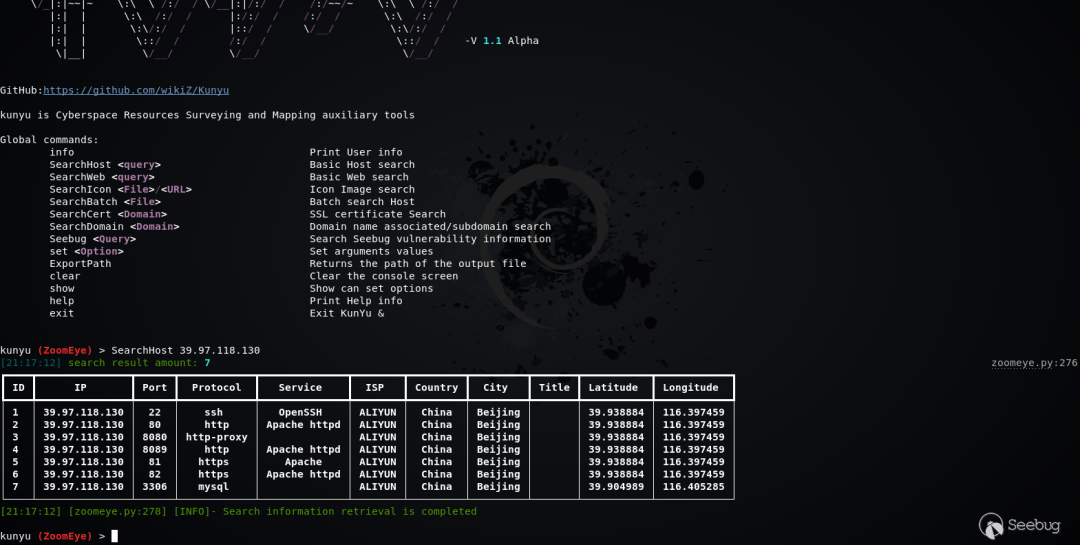 -V 1.1 Alpha
GitHub:https://github.com/wikiZ/Kunyu
kunyu is Cyberspace Resources Surveying and Mapping auxiliary tools
Global commands:
info Print User info
SearchHost <query> Basic Host search
SearchWeb <query> Basic Web search
SearchIcon <File>/<URL> Icon Image search
SearchBatch <File> Batch search Host
SearchCert <Domain> SSL certificate Search
SearchDomain <Domain> Domain name associated/subdomain search
Seebug <Query> Search Seebug vulnerability information
set <Option> Set arguments values
ExportPath Returns the path of the output file
clear Clear the console screen
show Show can set options
help Print Help info
exit Exit KunYu &
kunyu (ZoomEye) > SearchHost 39.97.118.130
[21:17:12] search result amount: 7 zoomeye.py:276
ID IP Port Protocol Service ISP Country City Title Latitude Longitude
1 39.97.118.130 22 ssh OpenSSH ALIYUN China Beijing 39.938884 116.397459
2 39.97.118.130 80 http Apache httpd ALIYUN China Beijing 39.938884 116.397459
3 39.97.118.130 8080 http-proxy ALIYUN China Beijing 39.938884 116.397459
4 39.97.118.130 8089 http Apache httpd ALIYUN China Beijing 39.938884 116.397459
5 39.97.118.130 81 https Apache ALIYUN China Beijing 39.938884 116.397459
6 39.97.118.130 82 https Apache httpd ALIYUN China Beijing 39.938884 116.397459
7 39.97.118.130 3306 mysql ALIYUN China Beijing 39.904989 116.405285
[21:17:12] [zoomeye.py:278] [INFO]- Search information retrieval is completed
kunyu (ZoomEye) >
Seebug